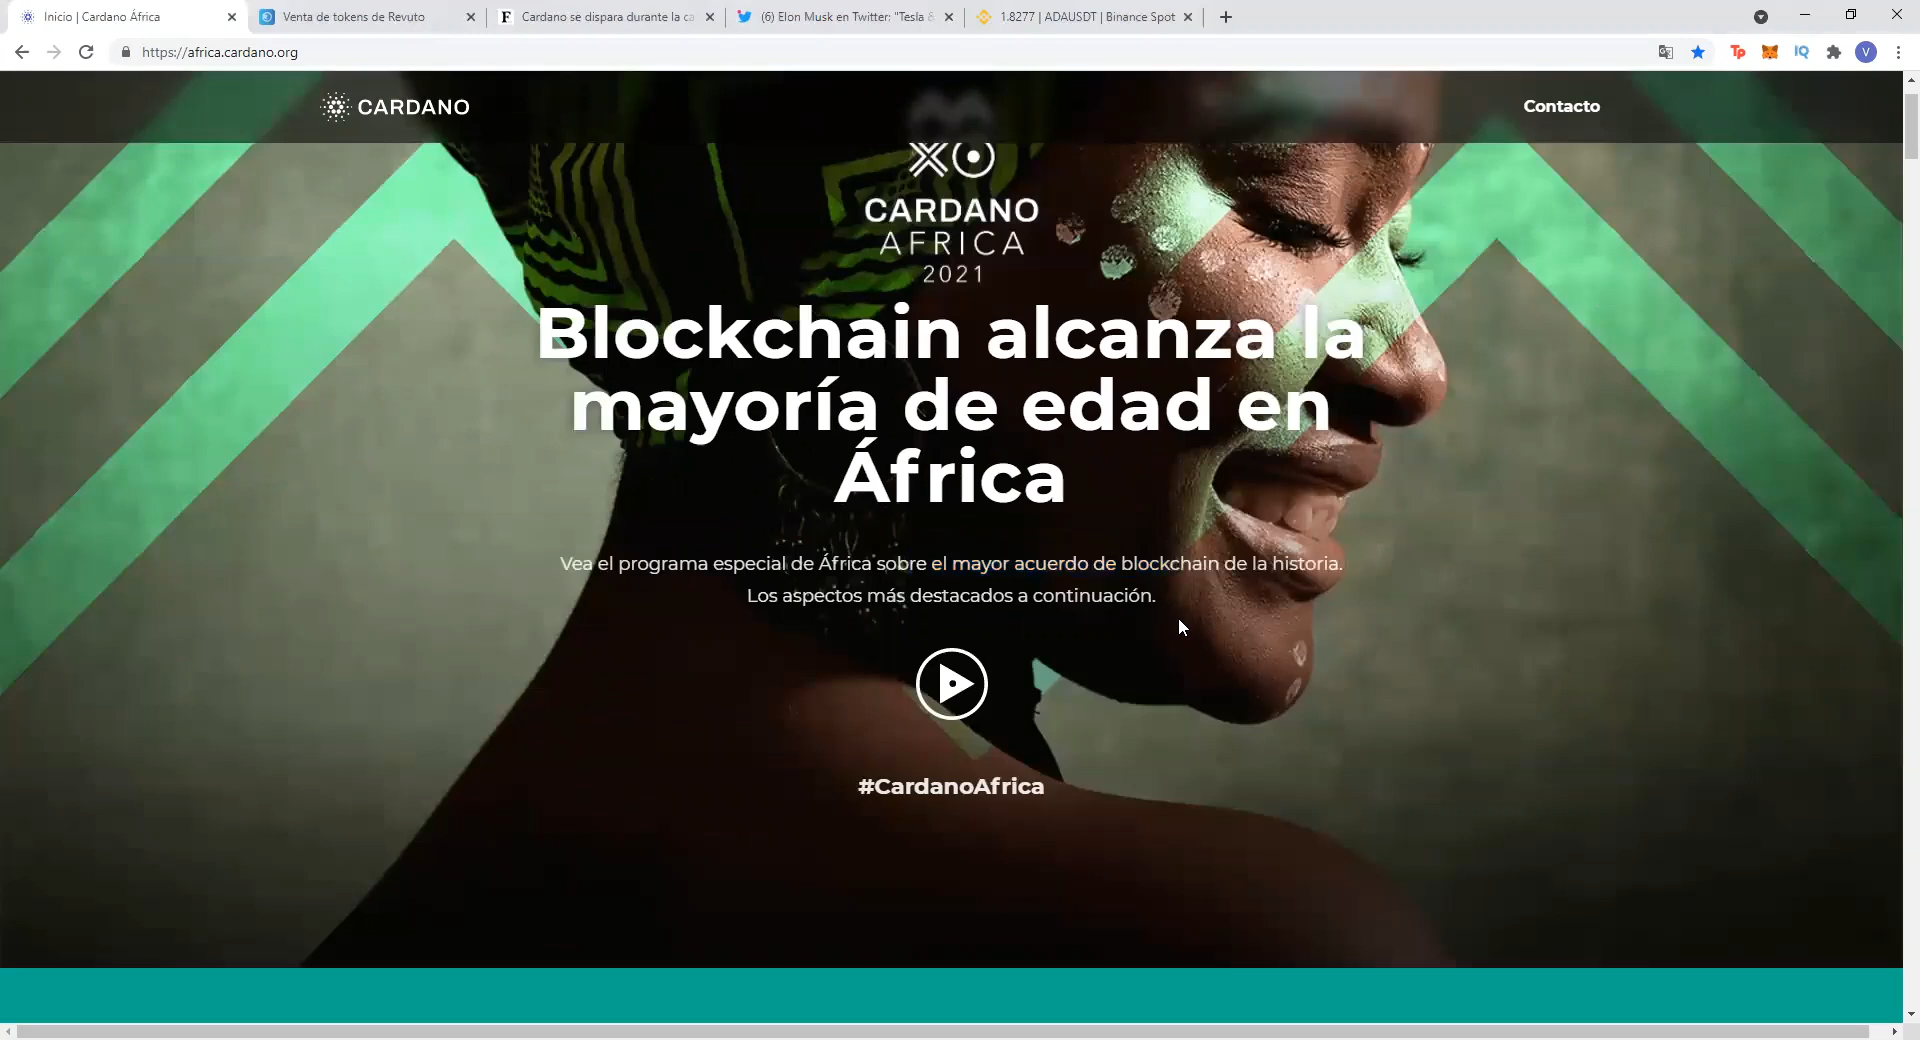 Inicio | Cardano África
Venta de tokens de Revuto
Cardano se dispara durante la ca
(6) Elon Musk en Twitter: "Tesla &
1.8277 | ADAUSDT | Binance Spot
https://africa.cardano.org
Tp
IQ
V
CARDANO
Contacto
CARDANO
AFRICA
2021
Blockchain alcanza la
mayoría de edad en
África
Vea el programa especial de África sobre el mayor acuerdo de blockchain de la historia.
Los aspectos más destacados a continuación.
#CardanoAfrica